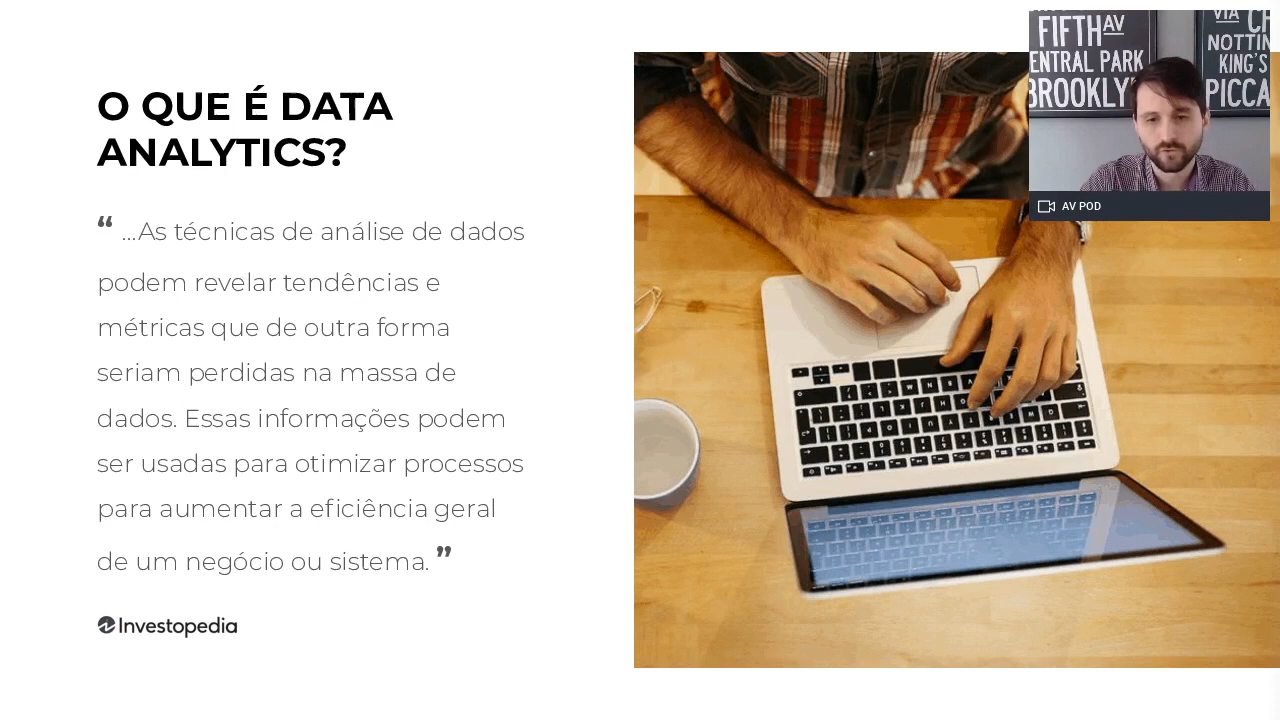 O QUE É DATA
ANALYTICS?
“ ...As técnicas de análise de dados
podem revelar tendências e
métricas que de outra forma
seriam perdidas na massa de
dados. Essas informações podem
ser usadas para otimizar processos
para aumentar a eficiência geral
de um negócio ou sistema. ”
Investopedia
FIFTH AV
CENTRAL PARK
BROOKLY
VIA
NOTTIN
KING'S
PICCA
AV POD